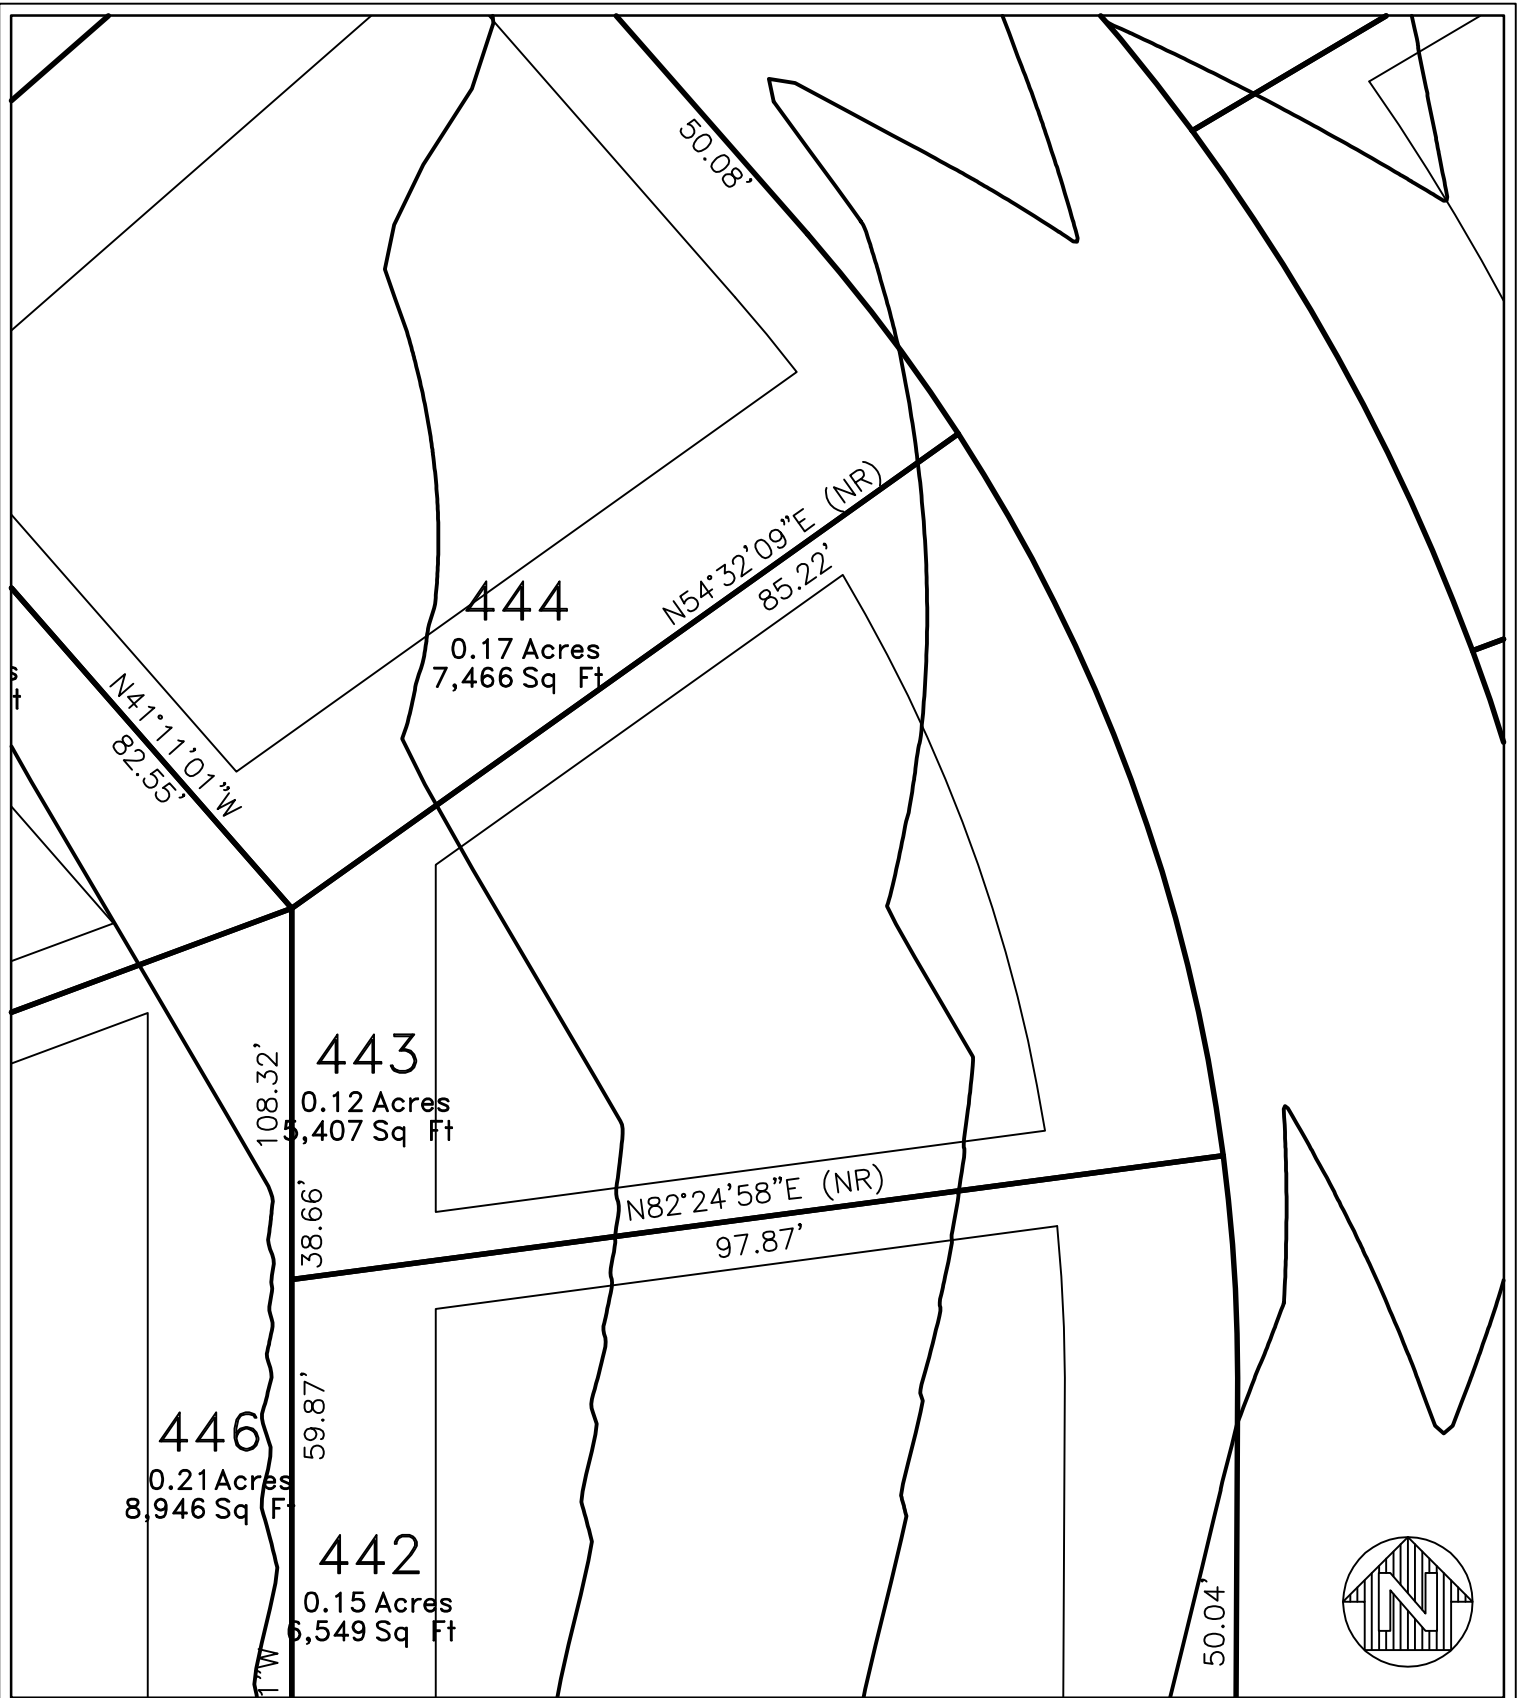 50.08’
N54°32’09”E (NR)
85.22’
444
0.17 Acres
7,466 Sq Ft
N41°11’01”W
82.55’
s
t
443
0.12 Acres
5,407 Sq Ft
108.32’
38.66’
N82°24’58”E (NR)
97.87’
59.87’
446
0.21 Acres
8,946 Sq Ft
442
0.15 Acres
6,549 Sq Ft
1”W
50.04’
N